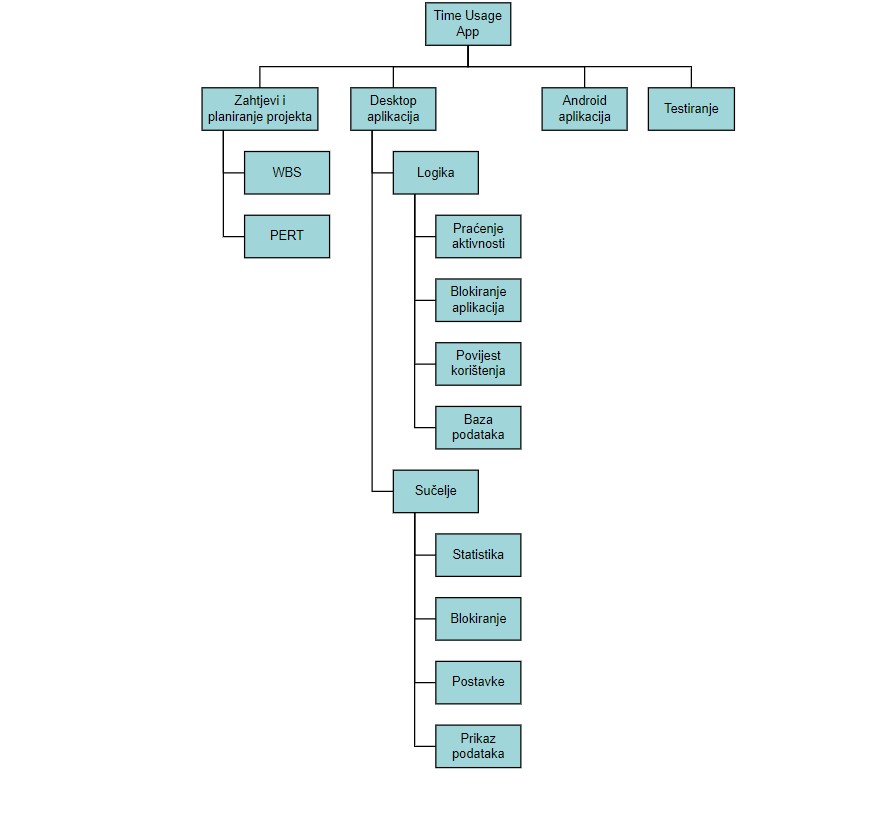 Time Usage
App
Zahtjevi i
planiranje projekta
Desktop
aplikacija
Android
aplikacija
Testiranje
WBS
PERT
Logika
Praćenje
aktivnosti
Blokiranje
aplikacija
Povijest
korištenja
Baza
podataka
Sučelje
Statistika
Blokiranje
Postavke
Prikaz
podataka